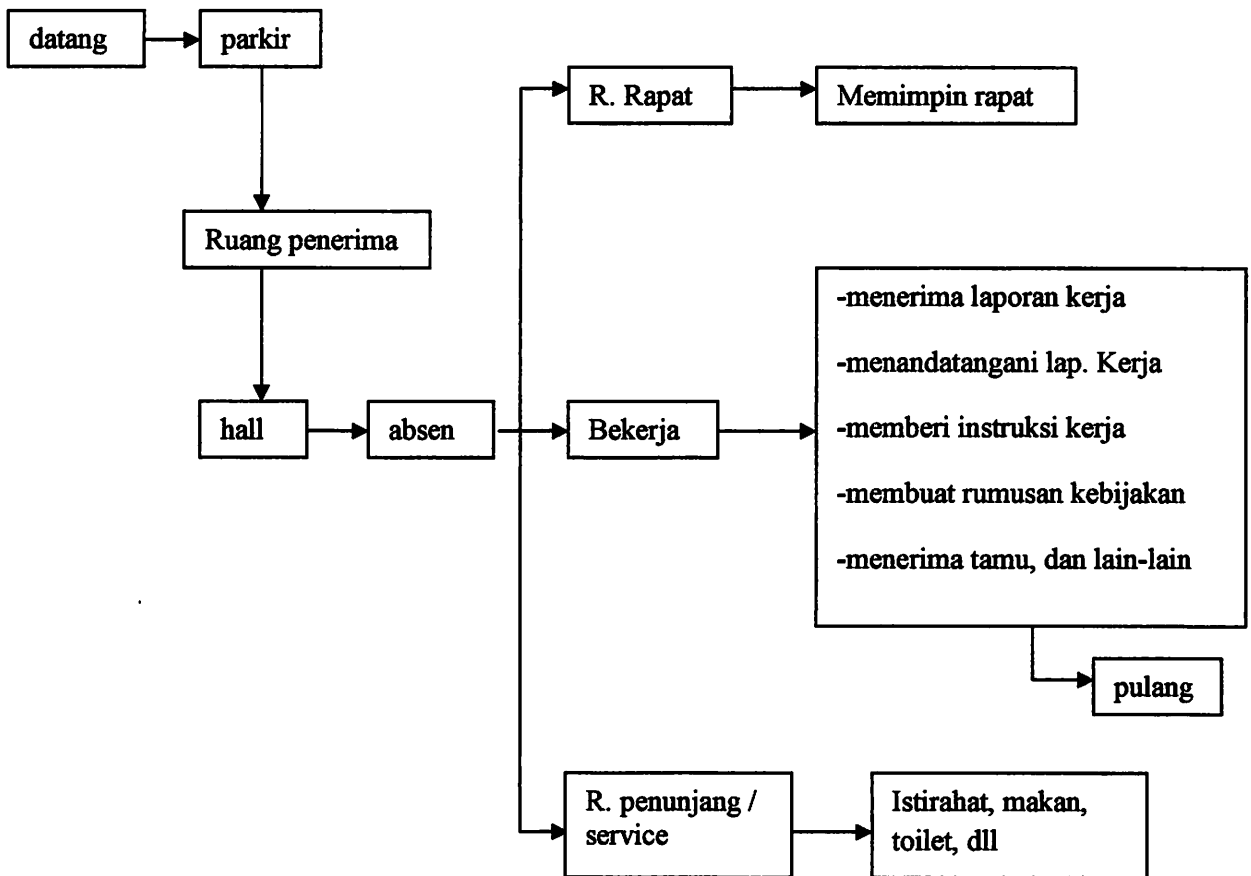 datang
parkir
R. Rapat
Memimpin rapat
Ruang penerima
-menerima laporan kerja
-menandatangani lap. Kerja
-memberi instruksi kerja
-membuat rumusan kebijakan
-menerima tamu, dan lain-lain
hall
absen
Bekerja
pulang
R. penunjang /
service
Istirahat, makan,
toilet, dll